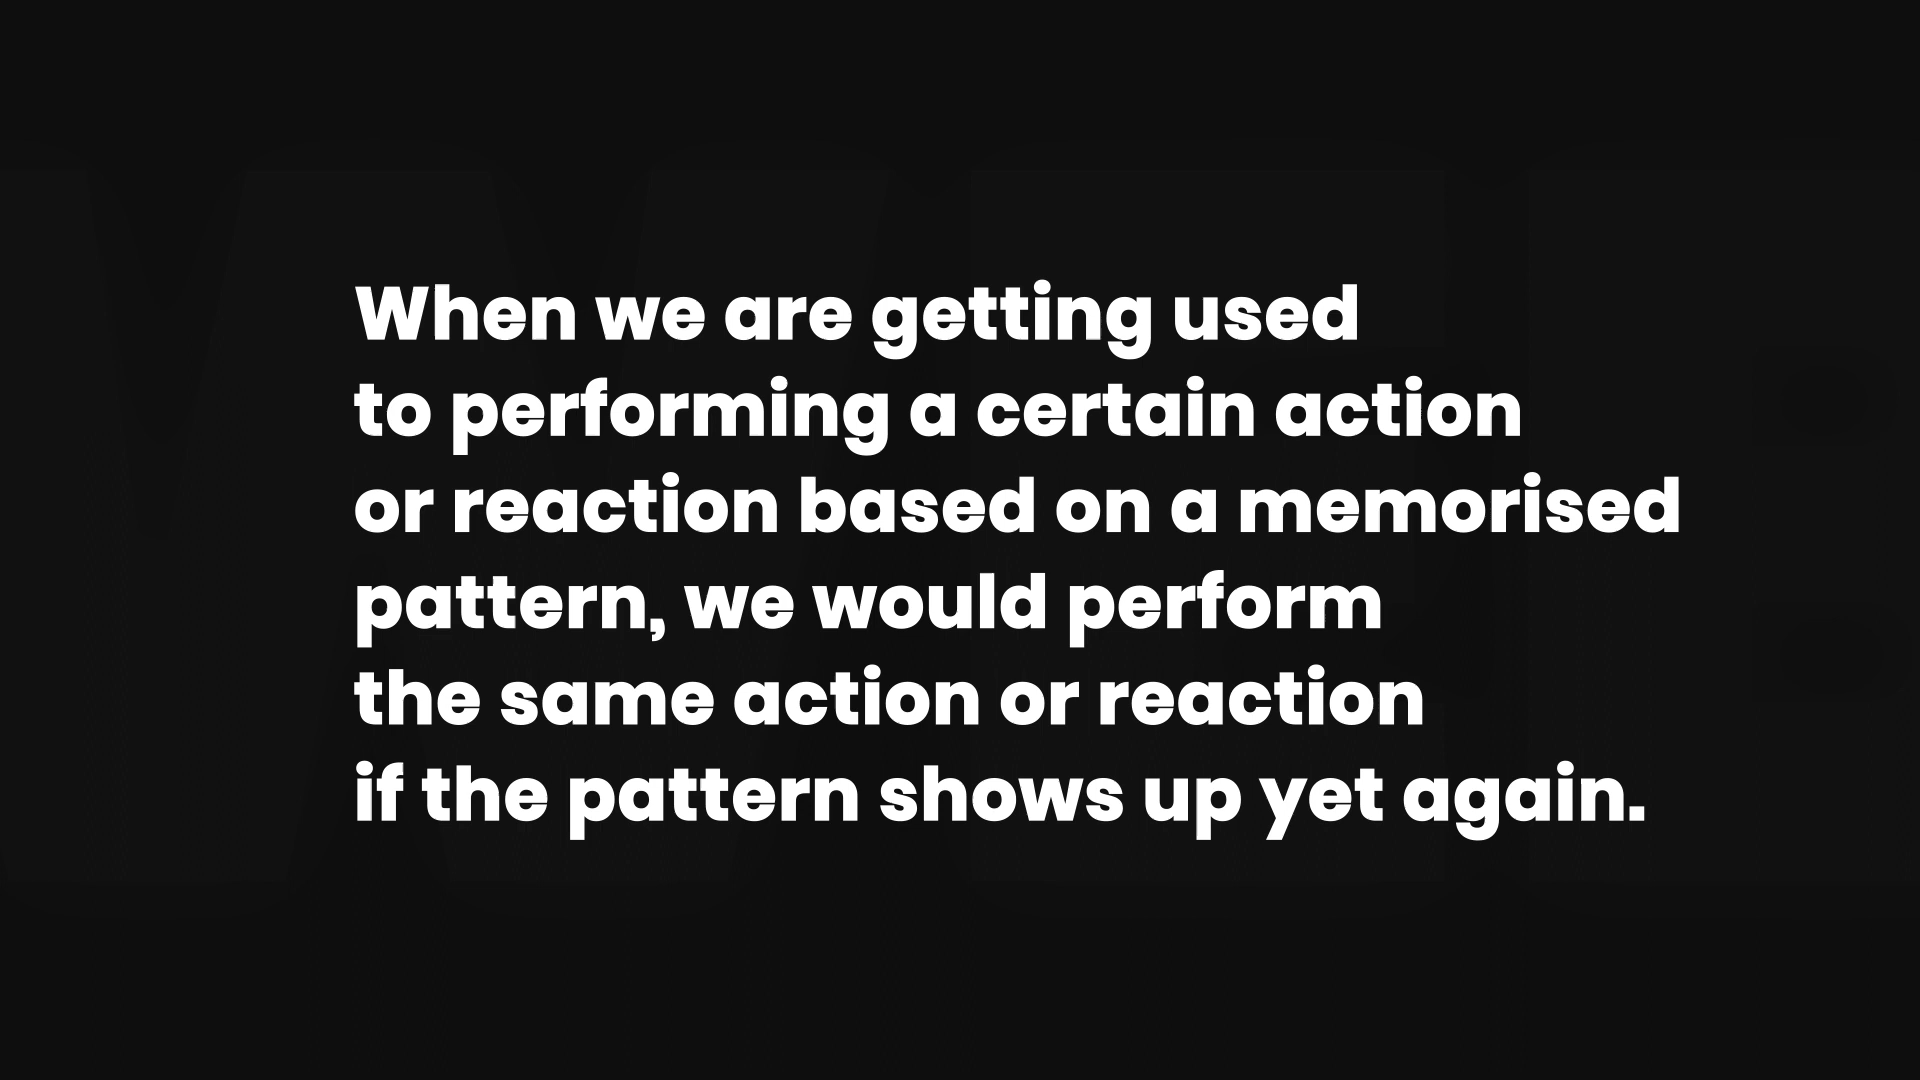 When we are getting used
to performing a certain action
or reaction based on a memorised
pattern, we would perform
the same action or reaction
if the pattern shows up yet again.